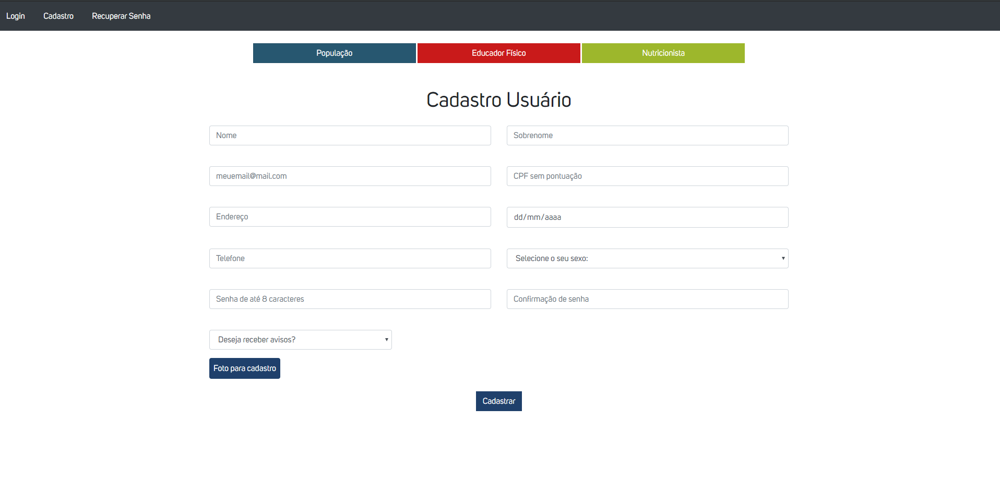 Login Cadastro Recuperar Senha
População Educador Físico Nutricionista
Cadastro Usuário
Nome Sobrenome
meuemail@mail.com CPF sem pontuação
Endereço dd/mm/aaaa
Telefone Selecione o seu sexo:
Senha de até 8 caracteres Confirmação de senha
Deseja receber avisos?
Foto para cadastro
Cadastrar